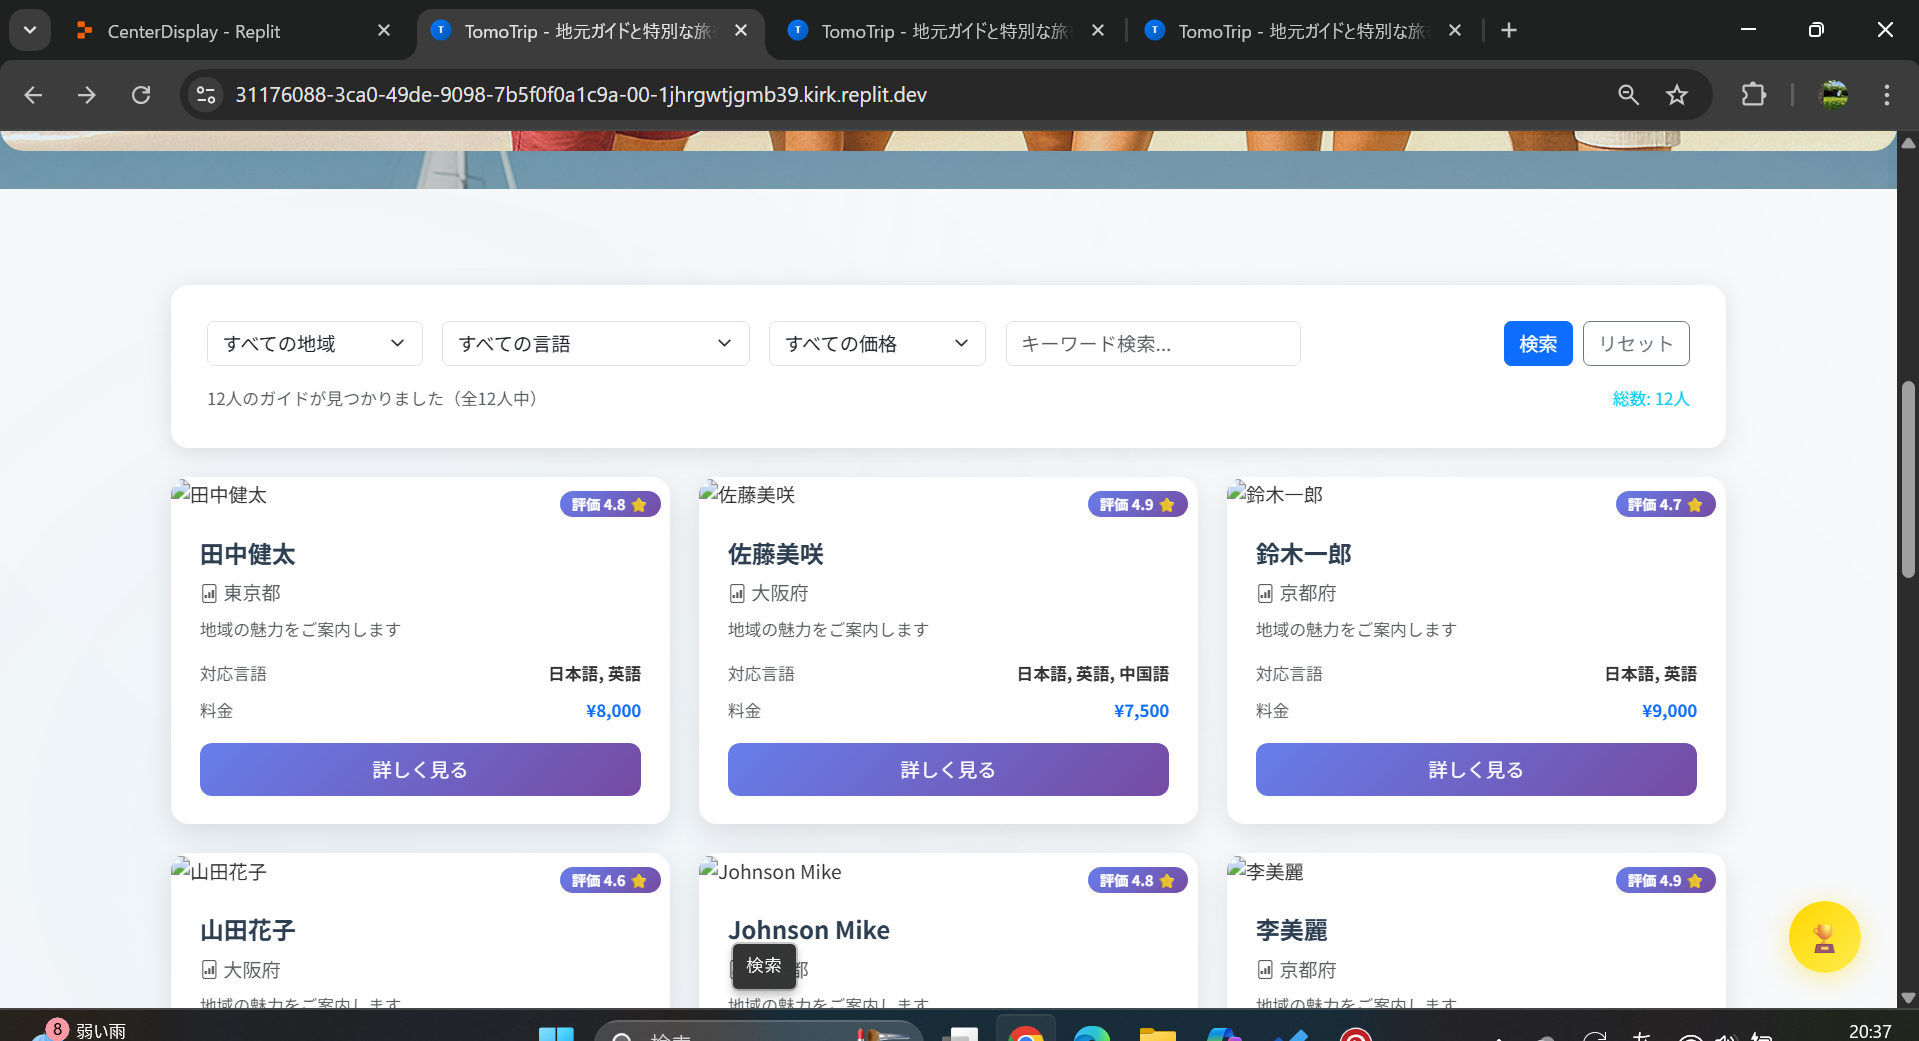 CenterDisplay - Replit
TomoTrip - 地元ガイドと特別な旅
TomoTrip - 地元ガイドと特別な旅
TomoTrip - 地元ガイドと特別な旅
31176088-3ca0-49de-9098-7b5f0f0a1c9a-00-1jhrgwtjgmb39.kirk.replit.dev
すべての地域
すべての言語
すべての価格
キーワード検索...
検索
リセット
12人のガイドが見つかりました（全12人中）
総数: 12人
田中健太
評価 4.8
佐藤美咲
評価 4.9
鈴木一郎
評価 4.7
田中健太
佐藤美咲
鈴木一郎
東京都
大阪府
京都府
地域の魅力をご案内します
地域の魅力をご案内します
地域の魅力をご案内します
対応言語
日本語, 英語
対応言語
日本語, 英語, 中国語
対応言語
日本語, 英語
料金
¥8,000
料金
¥7,500
料金
¥9,000
詳しく見る
詳しく見る
詳しく見る
山田花子
評価 4.6
Johnson Mike
評価 4.8
李美麗
評価 4.9
山田花子
Johnson Mike
李美麗
大阪府
検索
都
京都府
地域の魅力をご案内します
地域の魅力をご案内します
地域の魅力をご案内します
8
弱い雨
検索
20:37